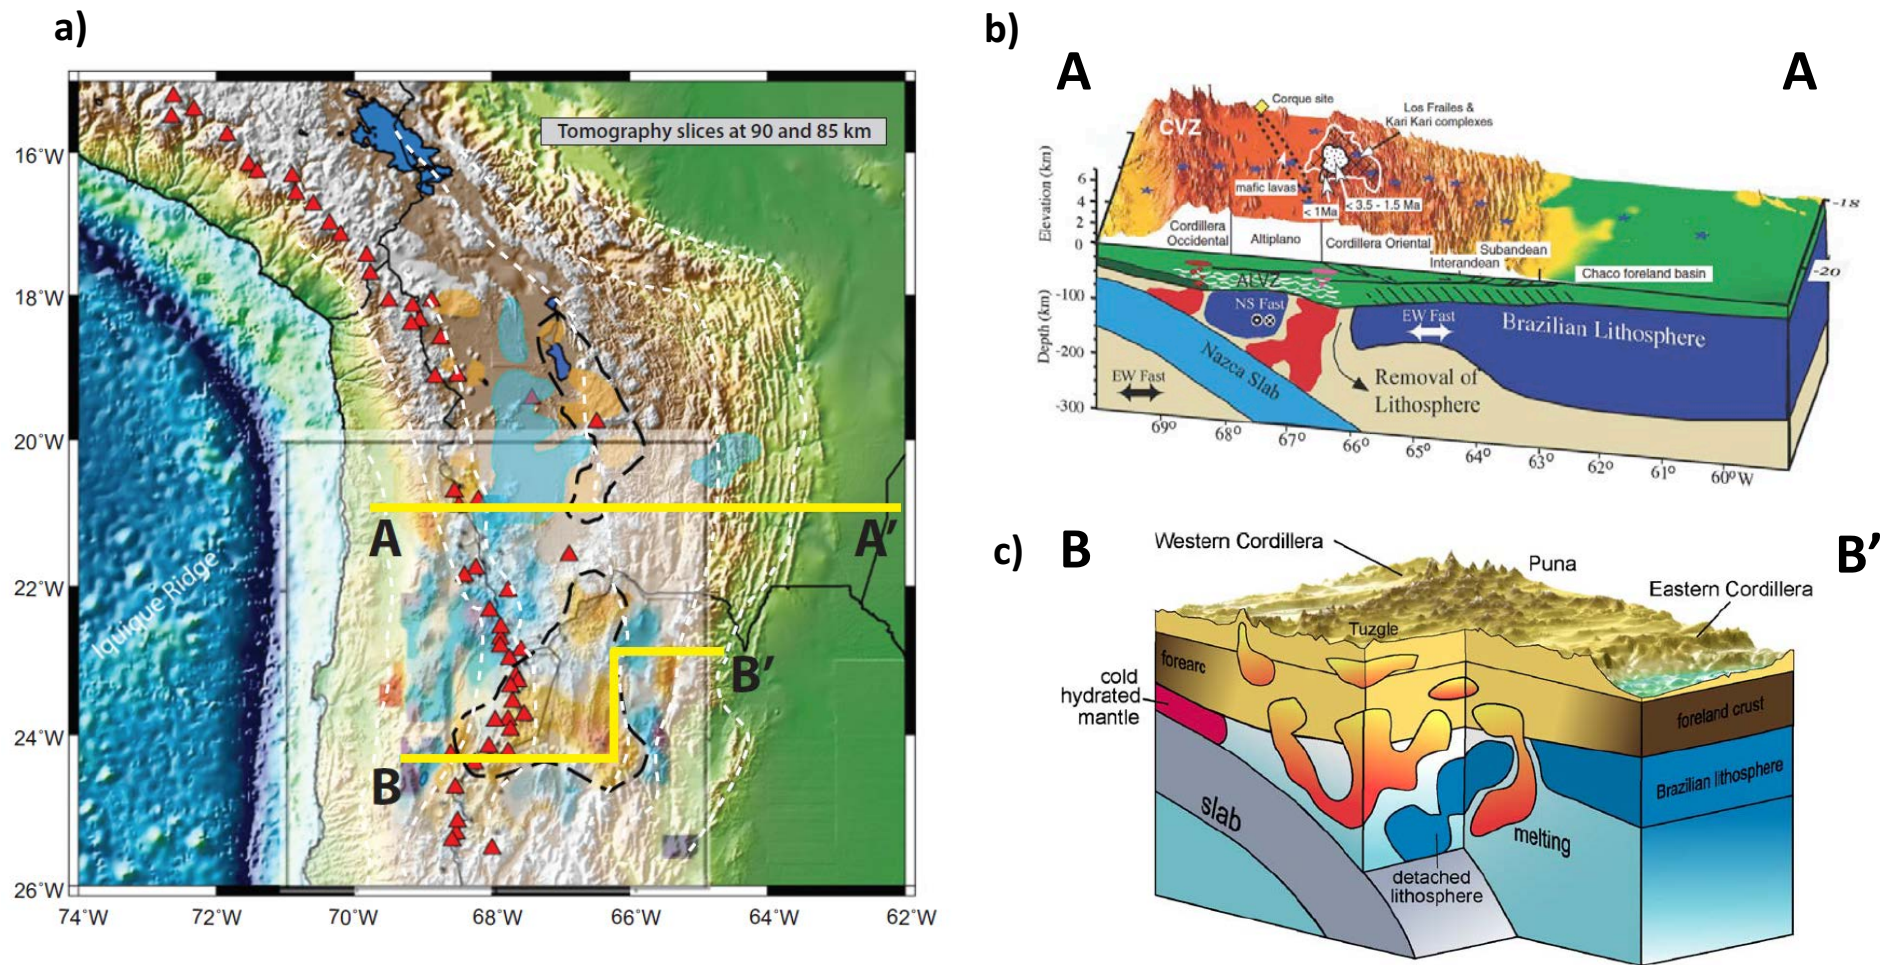 a)
Tomography slices at 90 and 85 km
16°W
18°W
20°W
22°W
24°W
26°W
74°W
72°W
70°W
68°W
66°W
64°W
62°W
Iquique Ridge
A
A’
B
B’
b)
A
A
Corque site
Los Frailes &
Kari Kari complexes
CVZ
mafic lavas
< 1Ma
< 3.5 - 1.5 Ma
Elevation (km)
6
4
2
0
Cordillera
Occidental
Altiplano
Cordillera Oriental
Interandean
Subandean
Chaco foreland basin
-18
-20
ALVZ
NS Fast
EW Fast
Brazilian Lithosphere
Nazca Slab
EW Fast
Removal of
Lithosphere
Depth (km)
-100
-200
-300
69°
68°
67°
66°
65°
64°
63°
62°
61°
60°W
c)
B
B’
Western Cordillera
Puna
Eastern Cordillera
Tuzgle
forearc
cold
hydrated
mantle
foreland crust
Brazilian lithosphere
slab
melting
detached
lithosphere